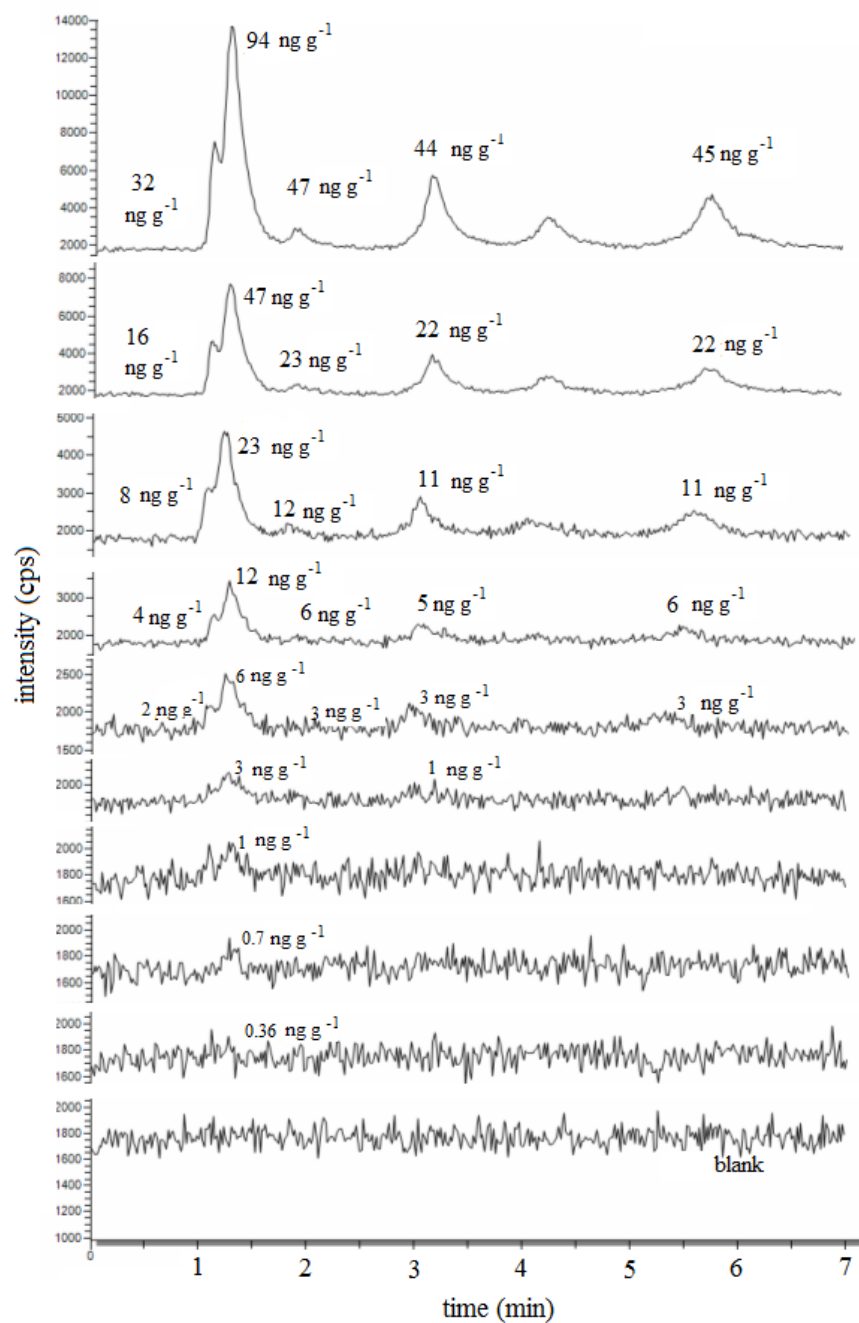 14000
94 ng g-1
12000
10000
8000
44 ng g-1
45 ng g-1
6000
32
ng g-1
47 ng g-1
4000
2000
8000
47 ng g-1
6000
16
ng g-1
22
ng g-1
22
ng g-1
23 ng g-1
4000
2000
5000
23 ng g-1
4000
8 ng g-1
11
ng g-1
11
ng g-1
12 ng g-1
3000
2000
12 ng g-1
3000
4 ng g-1
6 ng g-1
5 ng g-1
6 ng g-1
2000
2500
6 ng g-1
2 ng g-1
3 ng g-1
3 ng g-1
3 ng g-1
2000
1500
3 ng g-1
1 ng g-1
2000
2000
1 ng g-1
1800
1600
2000
0.7 ng g-1
1800
1600
2000
0.36 ng g-1
1800
1600
2000
1800
1600
blank
1400
1200
1000
0
1
2
3
4
5
6
7
intensity (cps)
time (min)